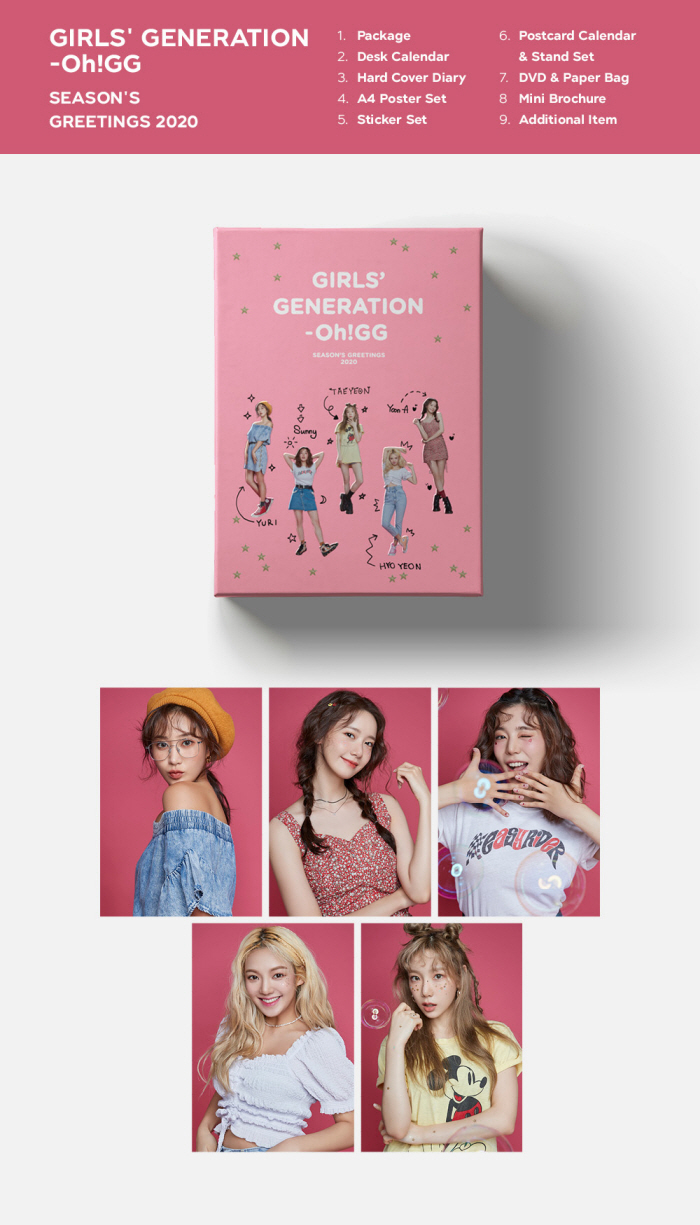 GIRLS' GENERATION
-Oh!GG
SEASON'S
GREETINGS 2020
1. Package
2. Desk Calendar
3. Hard Cover Diary
4. A4 Poster Set
5. Sticker Set
6. Postcard Calendar
& Stand Set
7. DVD & Paper Bag
8 Mini Brochure
9. Additional Item
GIRLS'
GENERATION
-Oh!GG
SEASON'S GREETINGS
2020
TAEYEON
YoonA
Sunny
YURI
HYOYEON
EASYRIDER